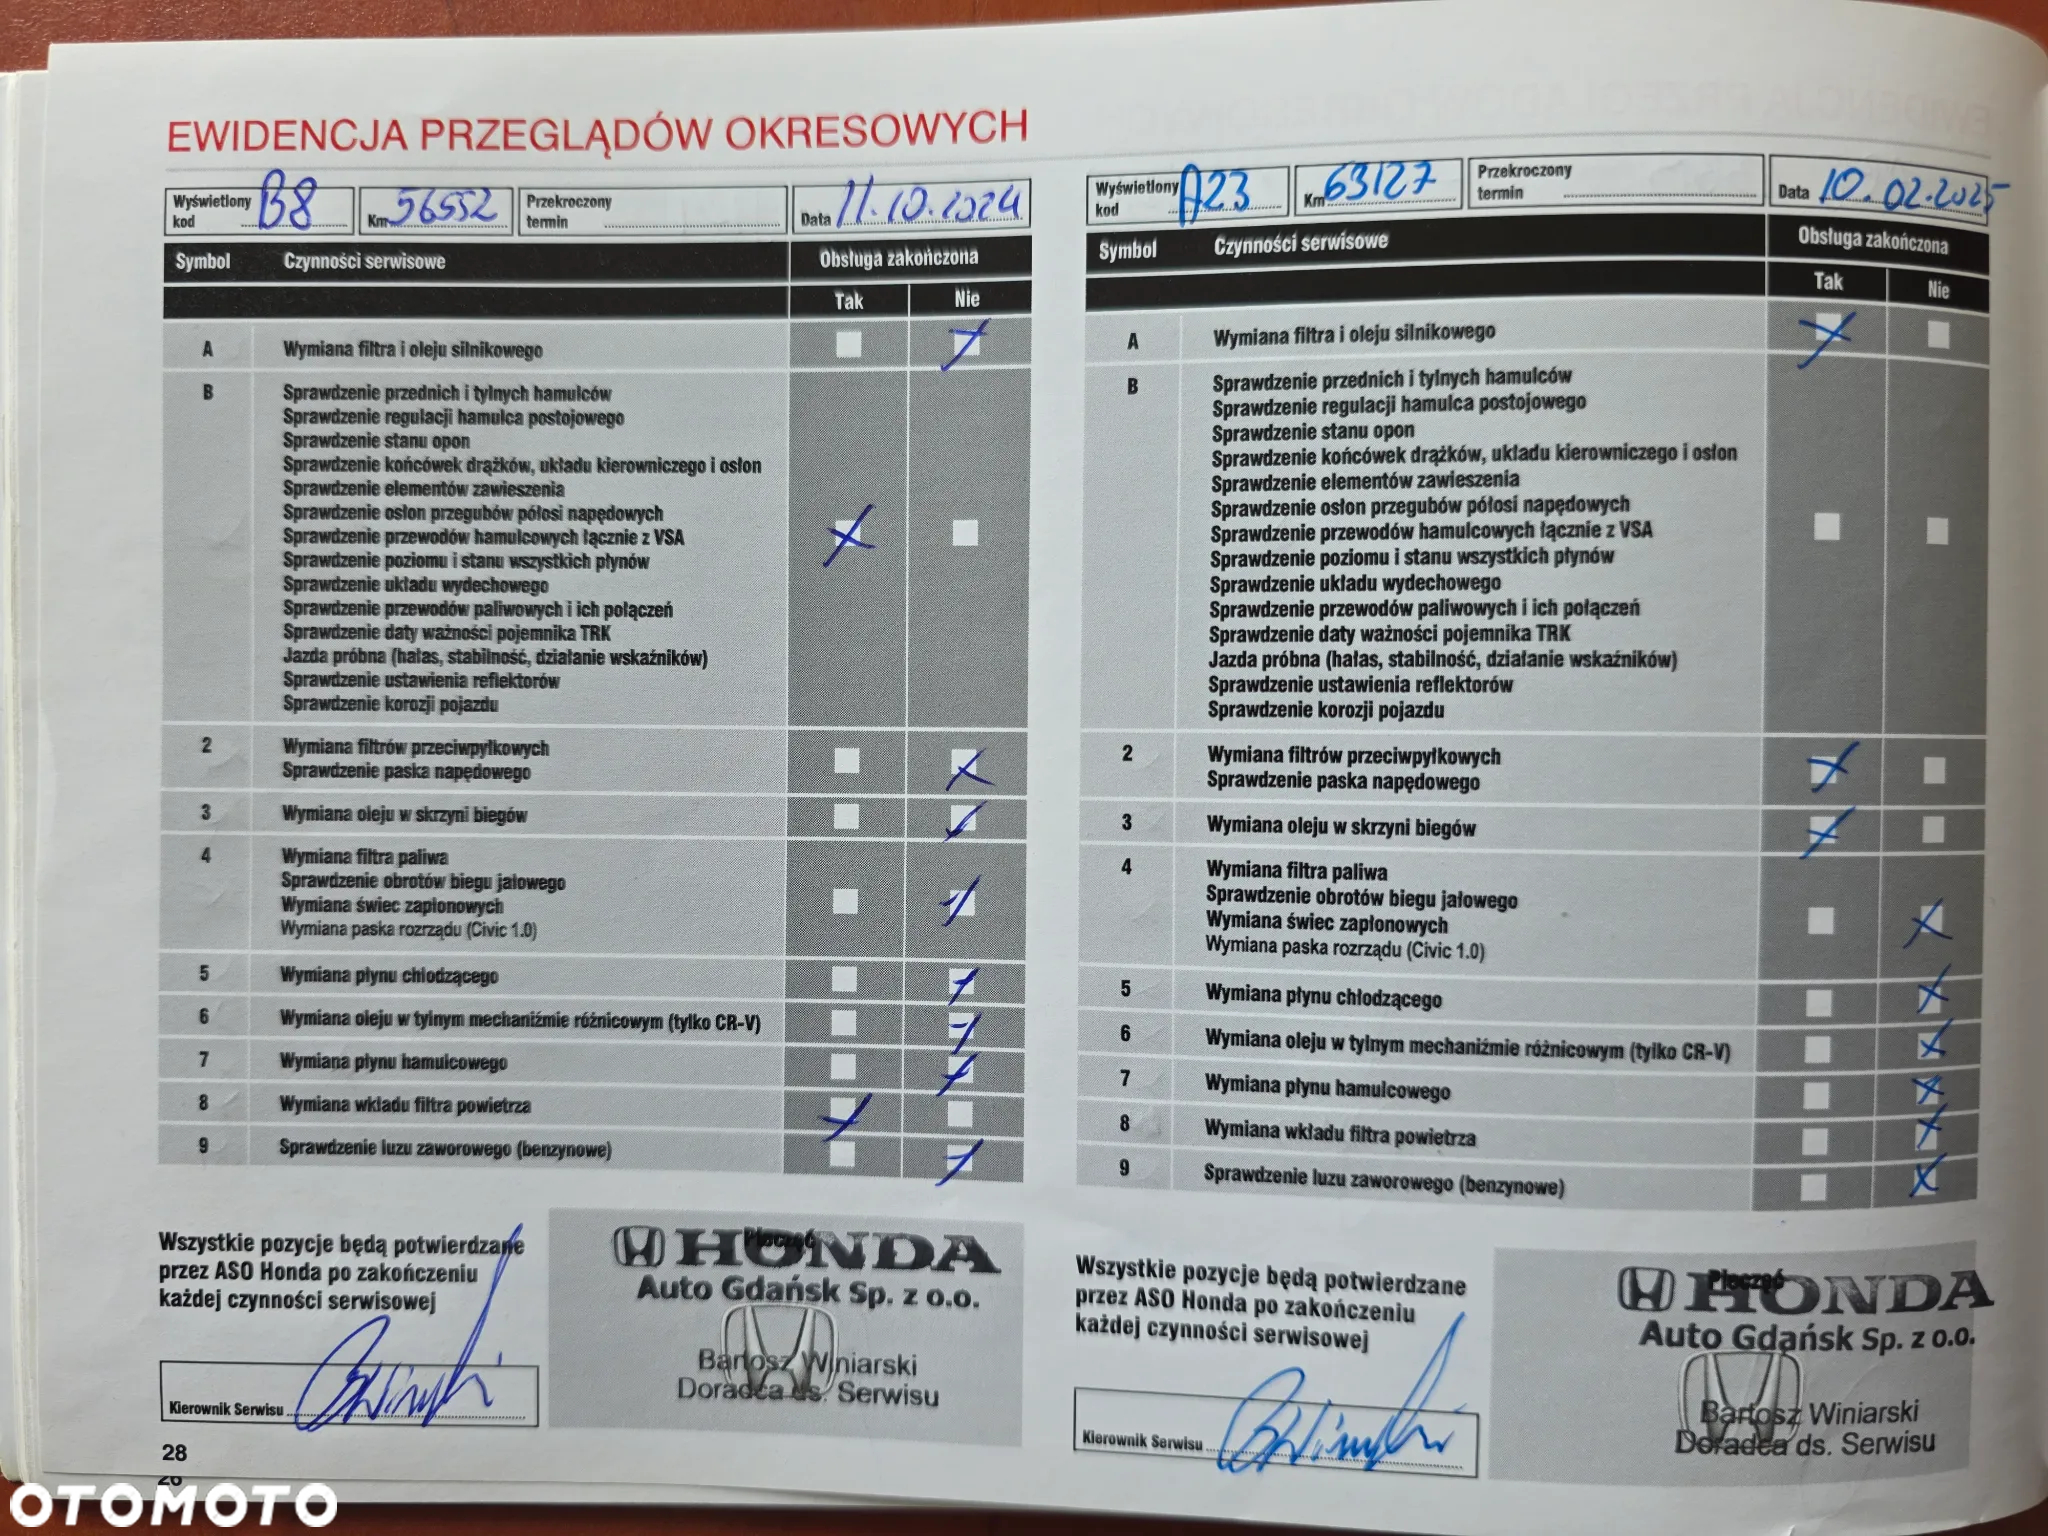 EWIDENCJA PRZEGLĄDÓW OKRESOWYCH
Wyświetlony kod B8 Km 56552 Przekroczony termin Data 11.10.2024
Symbol Czynności serwisowe Obsługa zakończona
Tak Nie
A Wymiana filtra i oleju silnikowego
B Sprawdzenie przednich i tylnych hamulców
Sprawdzenie regulacji hamulca postojowego
Sprawdzenie stanu opon
Sprawdzenie końcówek drążków, układu kierowniczego i osłon
Sprawdzenie elementów zawieszenia
Sprawdzenie osłon przegubów półosi napędowych
Sprawdzenie przewodów hamulcowych łącznie z VSA
Sprawdzenie poziomu i stanu wszystkich płynów
Sprawdzenie układu wydechowego
Sprawdzenie przewodów paliwowych i ich połączeń
Sprawdzenie daty ważności pojemnika TRK
Jazda próbna (hałas, stabilność, działanie wskaźników)
Sprawdzenie ustawienia reflektorów
Sprawdzenie korozji pojazdu
2 Wymiana filtrów przeciwpyłkowych
Sprawdzenie paska napędowego
3 Wymiana oleju w skrzyni biegów
4 Wymiana filtra paliwa
Sprawdzenie obrotów biegu jałowego
Wymiana świec zapłonowych
Wymiana paska rozrządu (Civic 1.0)
5 Wymiana płynu chłodzącego
6 Wymiana oleju w tylnym mechaniźmie różnicowym (tylko CR-V)
7 Wymiana płynu hamulcowego
8 Wymiana wkładu filtra powietrza
9 Sprawdzenie luzu zaworowego (benzynowe)
Wszystkie pozycje będą potwierdzane
przez ASO Honda po zakończeniu
każdej czynności serwisowej
Kierownik Serwisu
Pieczęć
HONDA
Auto Gdańsk Sp. z o.o.
Bartosz Winiarski
Doradca ds. Serwisu
28
26
Wyświetlony kod A23 Km 63127 Przekroczony termin Data 10.02.2025
Symbol Czynności serwisowe Obsługa zakończona
Tak Nie
A Wymiana filtra i oleju silnikowego
B Sprawdzenie przednich i tylnych hamulców
Sprawdzenie regulacji hamulca postojowego
Sprawdzenie stanu opon
Sprawdzenie końcówek drążków, układu kierowniczego i osłon
Sprawdzenie elementów zawieszenia
Sprawdzenie osłon przegubów półosi napędowych
Sprawdzenie przewodów hamulcowych łącznie z VSA
Sprawdzenie poziomu i stanu wszystkich płynów
Sprawdzenie układu wydechowego
Sprawdzenie przewodów paliwowych i ich połączeń
Sprawdzenie daty ważności pojemnika TRK
Jazda próbna (hałas, stabilność, działanie wskaźników)
Sprawdzenie ustawienia reflektorów
Sprawdzenie korozji pojazdu
2 Wymiana filtrów przeciwpyłkowych
Sprawdzenie paska napędowego
3 Wymiana oleju w skrzyni biegów
4 Wymiana filtra paliwa
Sprawdzenie obrotów biegu jałowego
Wymiana świec zapłonowych
Wymiana paska rozrządu (Civic 1.0)
5 Wymiana płynu chłodzącego
6 Wymiana oleju w tylnym mechaniźmie różnicowym (tylko CR-V)
7 Wymiana płynu hamulcowego
8 Wymiana wkładu filtra powietrza
9 Sprawdzenie luzu zaworowego (benzynowe)
Wszystkie pozycje będą potwierdzane
przez ASO Honda po zakończeniu
każdej czynności serwisowej
Kierownik Serwisu
Pieczęć
HONDA
Auto Gdańsk Sp. z o.o.
Bartosz Winiarski
Doradca ds. Serwisu
OTOMOTO